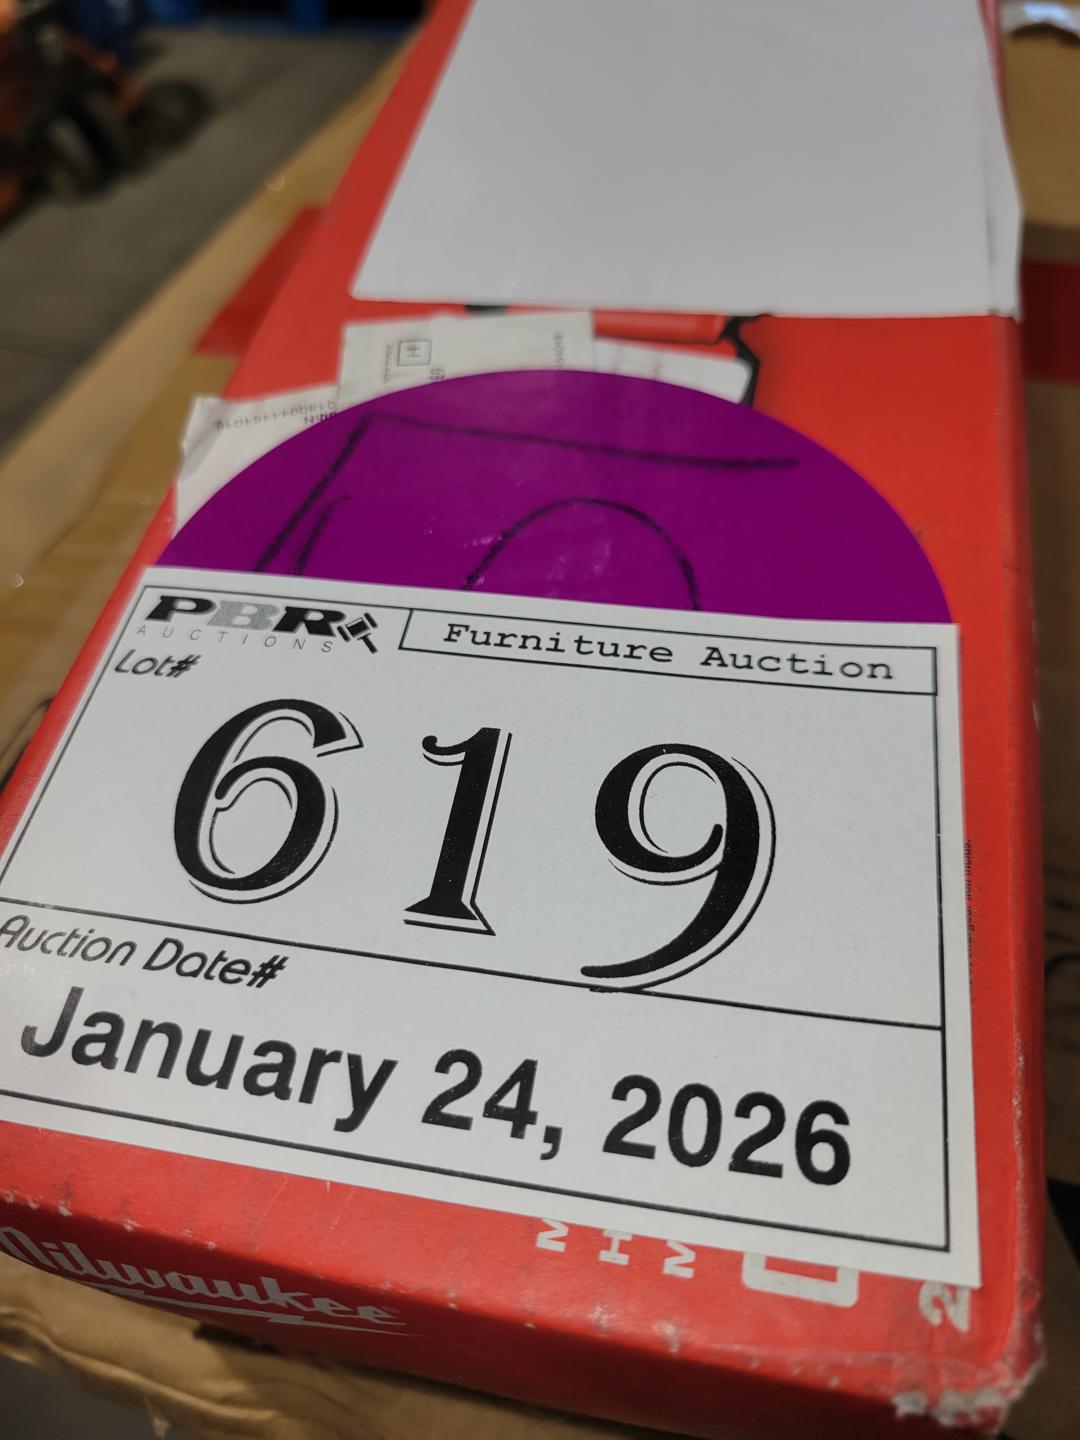 PBR
AUCTIONS
Furniture Auction
Lot#
619
Auction Date#
January 24, 2026
Milwaukee